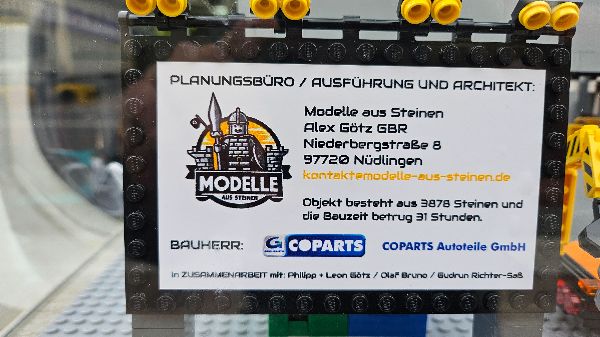 PLANUNGSBÜRO / AUSFÜHRUNG UND ARCHITEKT:
MODELLE
AUS STEINEN
Modelle aus Steinen
Alex Götz GBR
Niederbergstraße 8
97720 Nüdlingen
kontakt@modelle-aus-steinen.de
Objekt besteht aus 9878 Steinen und
die Bauzeit betrug 31 Stunden.
BAUHERR: COPARTS COPARTS Autoteile GmbH
in ZUSAMMENARBEIT mit: Philipp + Leon Götz / Olaf Bruno / Gudrun Richter-Saß